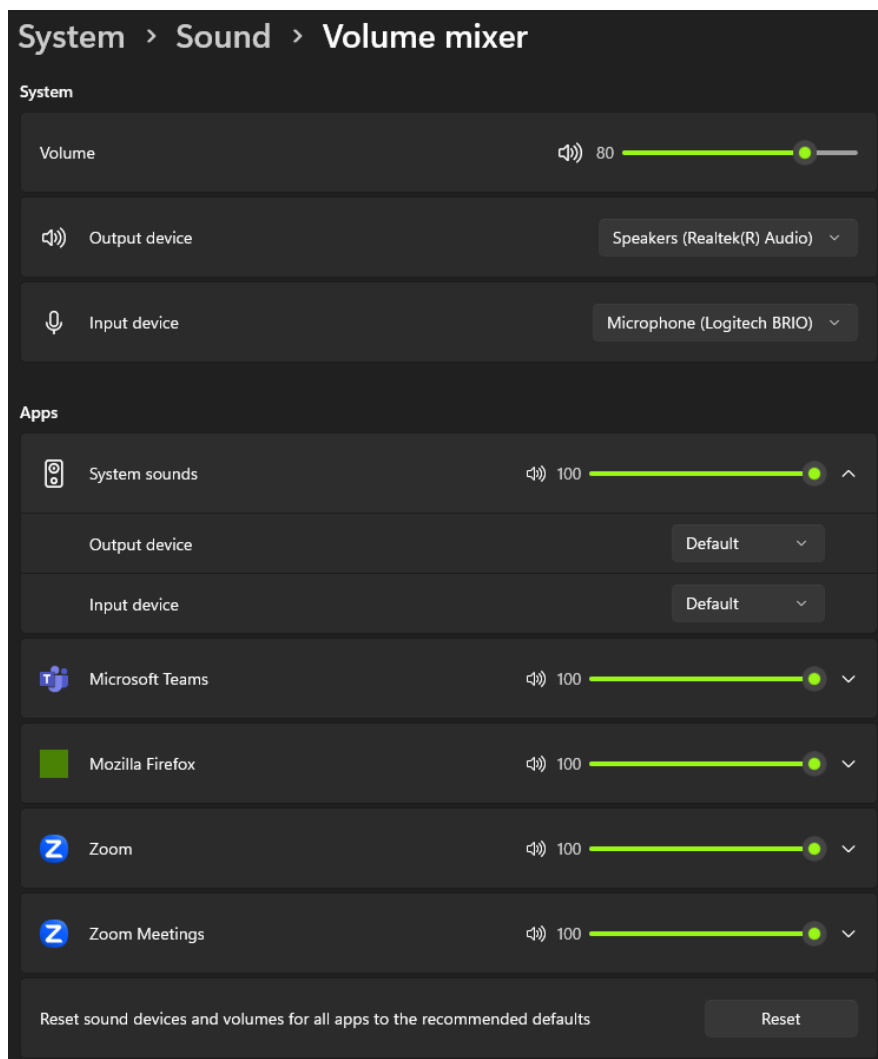 System > Sound > Volume mixer
System
Volume 80
Output device Speakers (Realtek(R) Audio)
Input device Microphone (Logitech BRIO)
Apps
System sounds 100
Output device Default
Input device Default
Microsoft Teams 100
Mozilla Firefox 100
Zoom 100
Zoom Meetings 100
Reset sound devices and volumes for all apps to the recommended defaults Reset